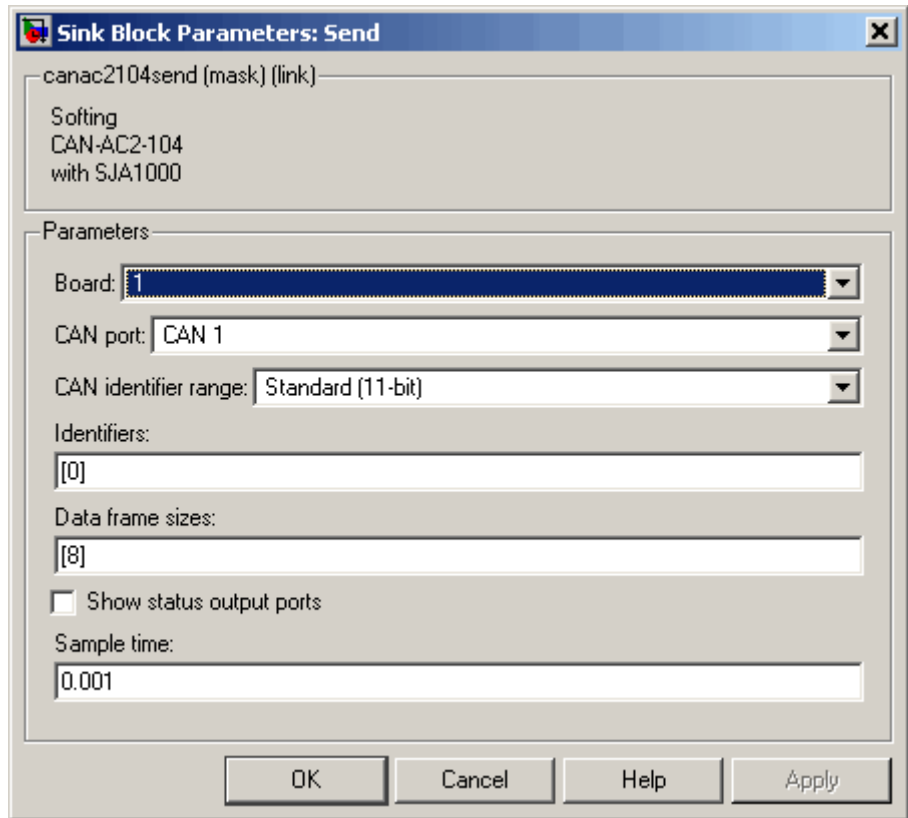 Sink Block Parameters: Send
canac2104send (mask) (link)
Softing
CAN-AC2-104
with SJA1000
Parameters
Board: 1
CAN port: CAN 1
CAN identifier range: Standard (11-bit)
Identifiers:
[0]
Data frame sizes:
[8]
Show status output ports
Sample time:
0.001
OK Cancel Help Apply